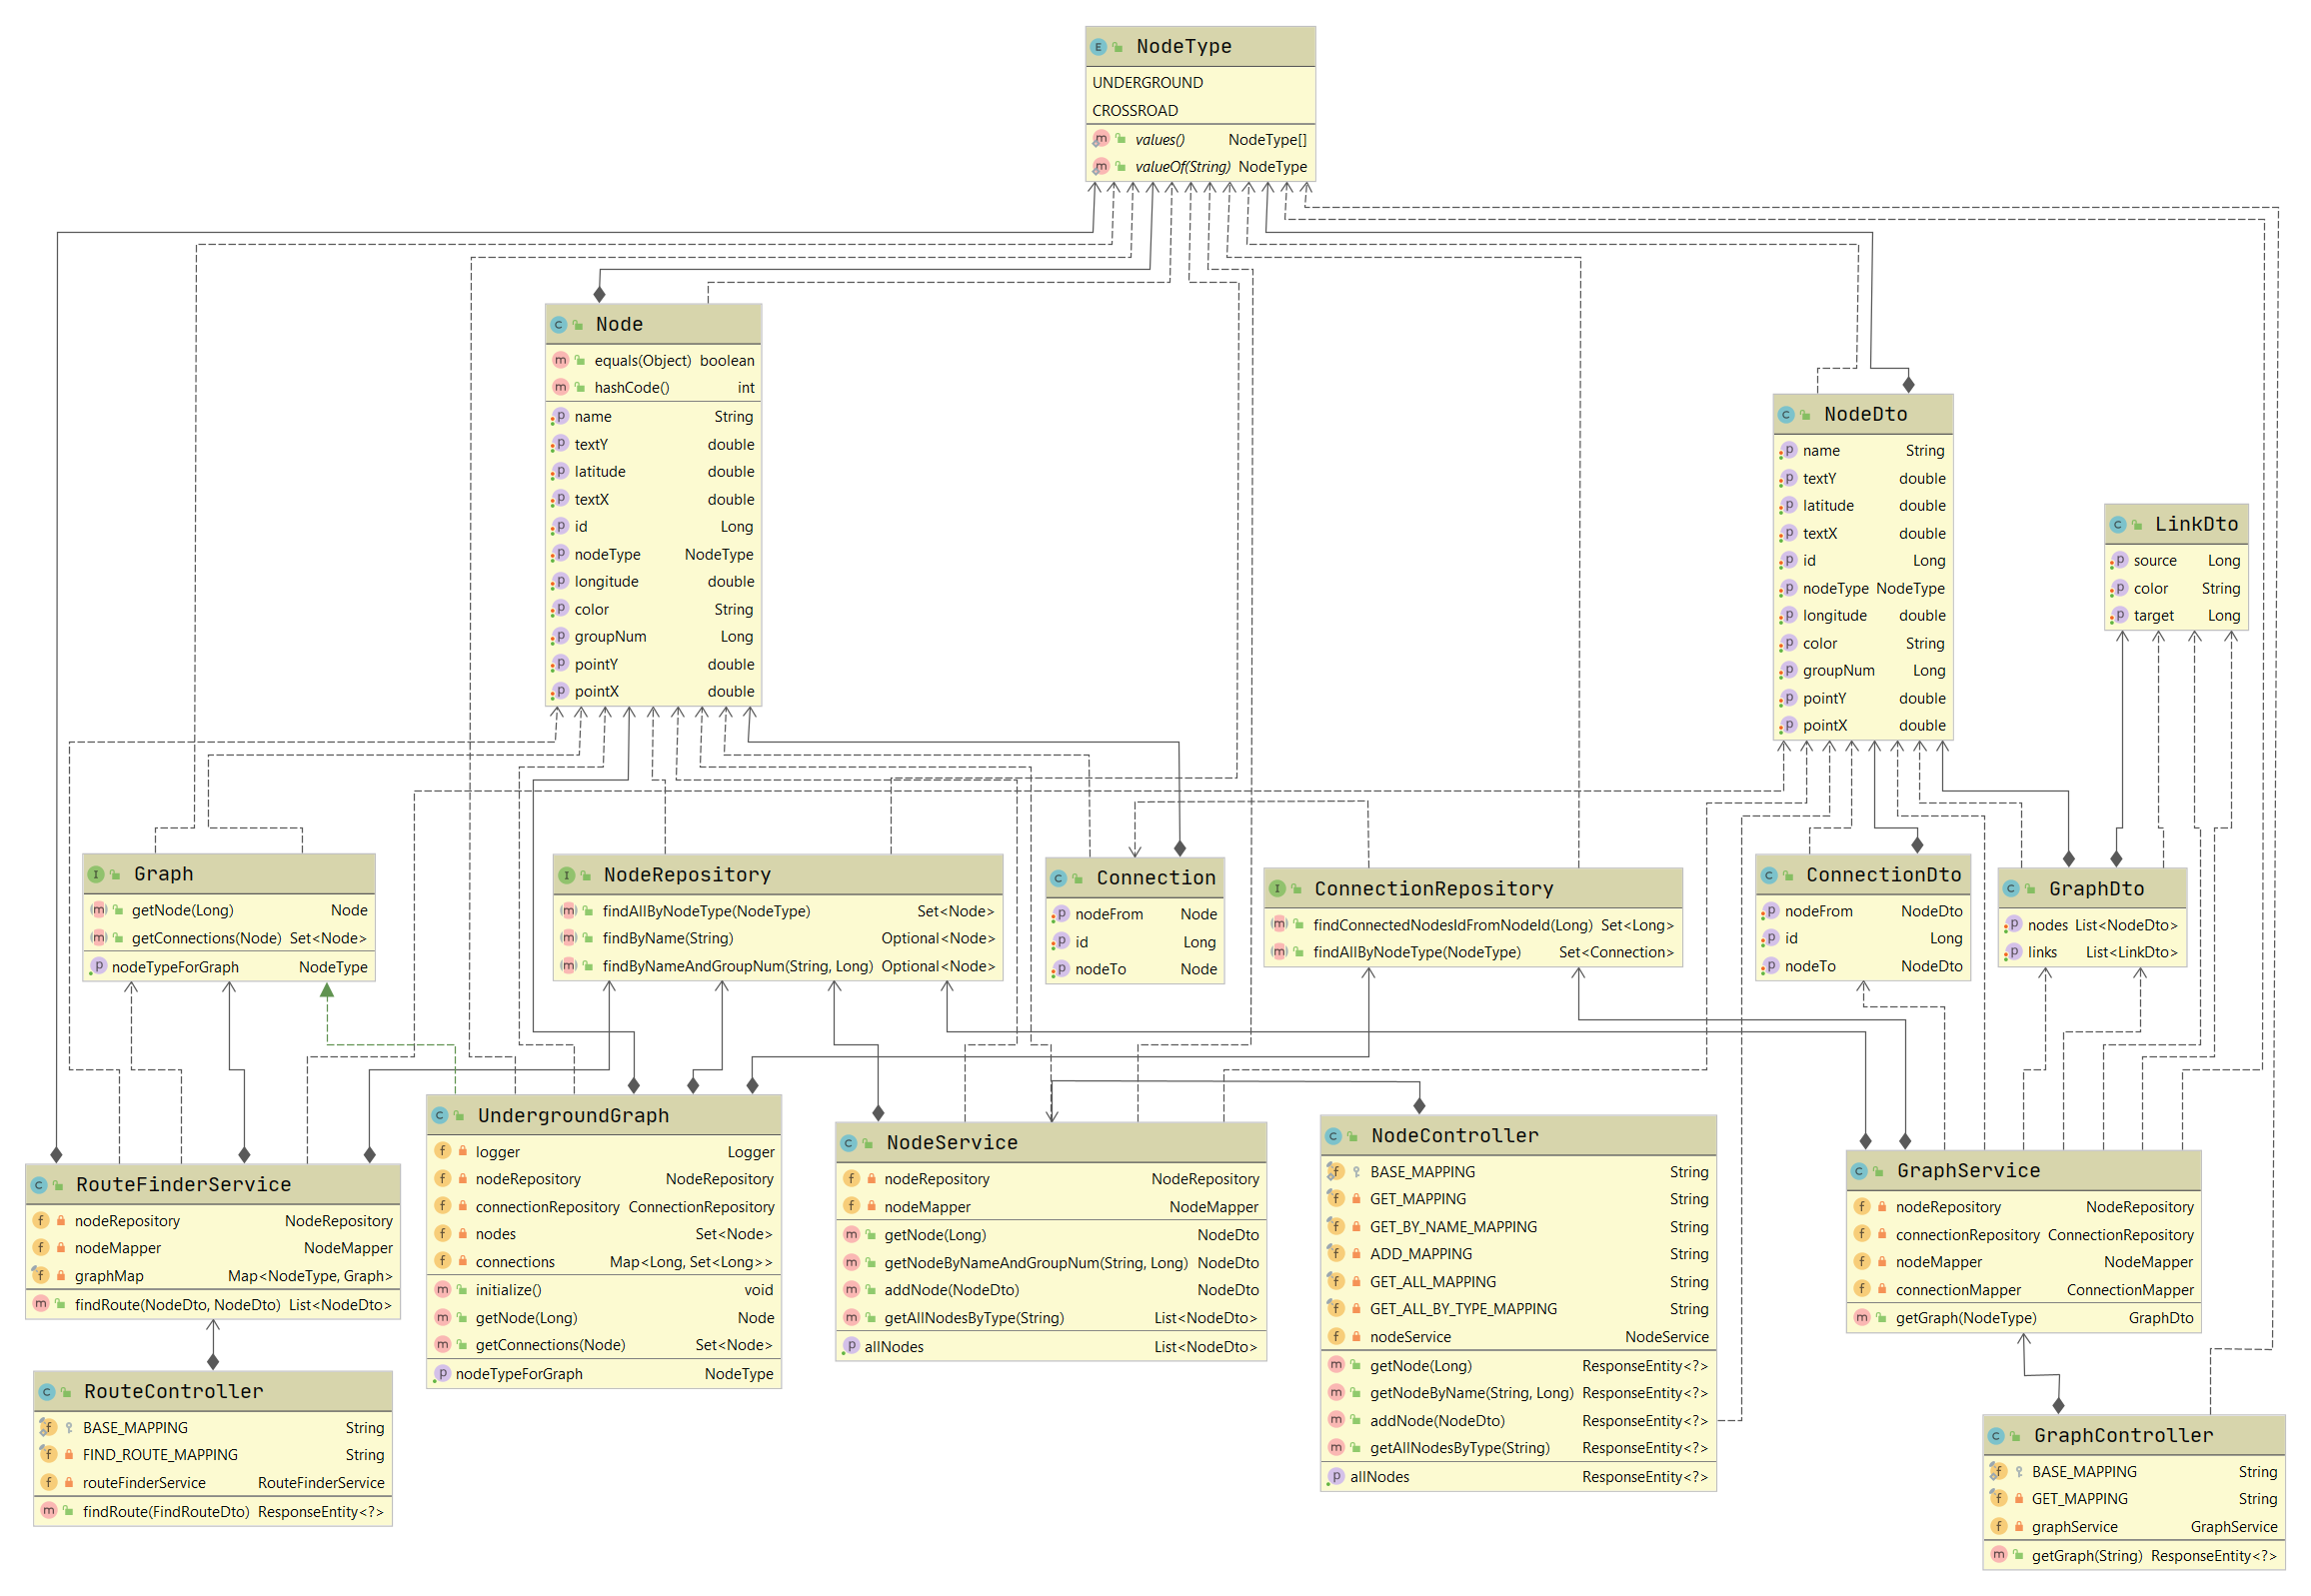 NodeType
UNDERGROUND
CROSSROAD
values() NodeType[]
valueOf(String) NodeType
Node
equals(Object) boolean
hashCode() int
name String
textY double
latitude double
textX double
id Long
nodeType NodeType
longitude double
color String
groupNum Long
pointY double
pointX double
NodeDto
name String
textY double
latitude double
textX double
id Long
nodeType NodeType
longitude double
color String
groupNum Long
pointY double
pointX double
LinkDto
source Long
color String
target Long
Graph
getNode(Long) Node
getConnections(Node) Set<Node>
nodeTypeForGraph NodeType
NodeRepository
findAllByNodeType(NodeType) Set<Node>
findByName(String) Optional<Node>
findByNameAndGroupNum(String, Long) Optional<Node>
Connection
nodeFrom Node
id Long
nodeTo Node
ConnectionRepository
findConnectedNodesIdFromNodeId(Long) Set<Long>
findAllByNodeType(NodeType) Set<Connection>
ConnectionDto
nodeFrom NodeDto
id Long
nodeTo NodeDto
GraphDto
nodes List<NodeDto>
links List<LinkDto>
RouteFinderService
nodeRepository NodeRepository
nodeMapper NodeMapper
graphMap Map<NodeType, Graph>
findRoute(NodeDto, NodeDto) List<NodeDto>
UndergroundGraph
logger Logger
nodeRepository NodeRepository
connectionRepository ConnectionRepository
nodes Set<Node>
connections Map<Long, Set<Long>>
initialize() void
getNode(Long) Node
getConnections(Node) Set<Node>
nodeTypeForGraph NodeType
NodeService
nodeRepository NodeRepository
nodeMapper NodeMapper
getNode(Long) NodeDto
getNodeByNameAndGroupNum(String, Long) NodeDto
addNode(NodeDto) NodeDto
getAllNodesByType(String) List<NodeDto>
allNodes List<NodeDto>
NodeController
BASE_MAPPING String
GET_MAPPING String
GET_BY_NAME_MAPPING String
ADD_MAPPING String
GET_ALL_MAPPING String
GET_ALL_BY_TYPE_MAPPING String
nodeService NodeService
getNode(Long) ResponseEntity<?>
getNodeByName(String, Long) ResponseEntity<?>
addNode(NodeDto) ResponseEntity<?>
getAllNodesByType(String) ResponseEntity<?>
allNodes ResponseEntity<?>
GraphService
nodeRepository NodeRepository
connectionRepository ConnectionRepository
nodeMapper NodeMapper
connectionMapper ConnectionMapper
getGraph(NodeType) GraphDto
RouteController
BASE_MAPPING String
FIND_ROUTE_MAPPING String
routeFinderService RouteFinderService
findRoute(FindRouteDto) ResponseEntity<?>
GraphController
BASE_MAPPING String
GET_MAPPING String
graphService GraphService
getGraph(String) ResponseEntity<?>